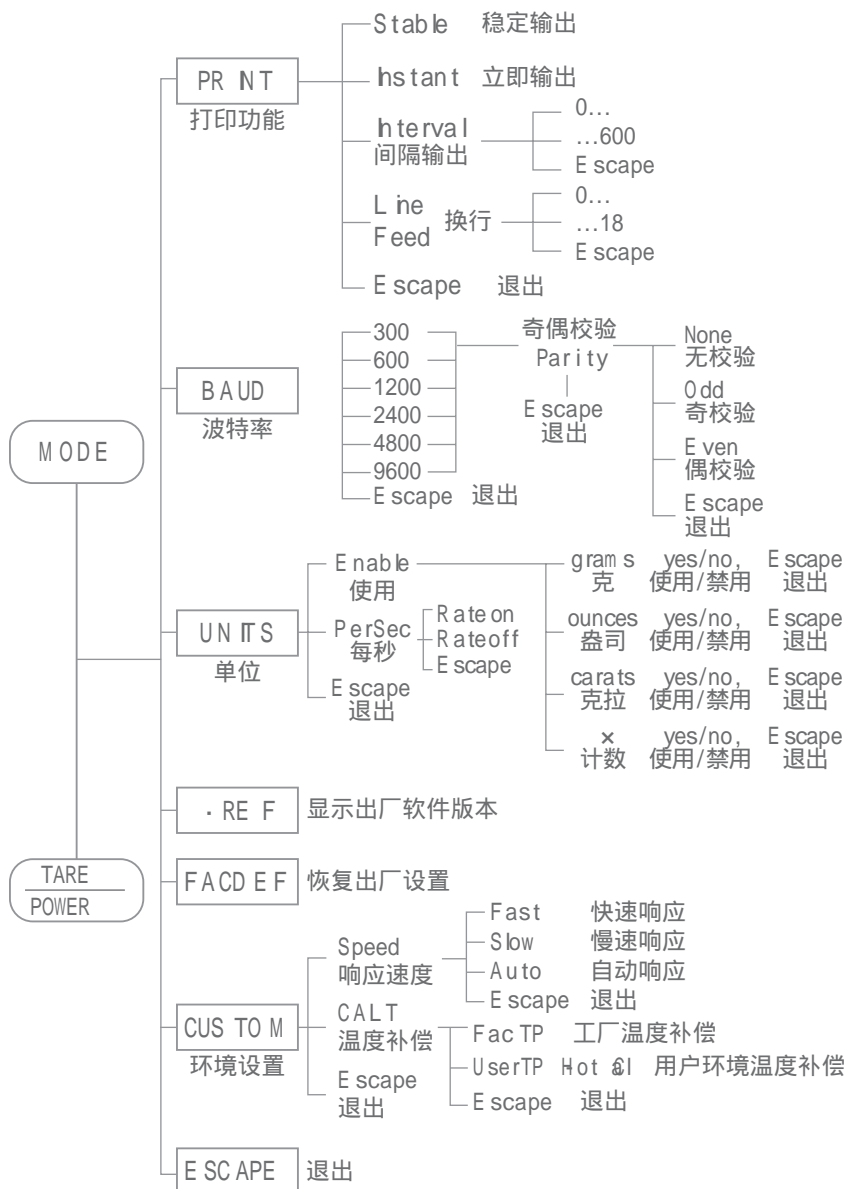 Stable 稳定输出
PRINT
打印功能
Instant 立即输出
Interval
间隔输出
0...
...600
Escape
Line
Feed
换行
0...
...18
Escape
Escape 退出
BAUD
波特率
300
600
1200
2400
4800
9600
Escape 退出
奇偶校验
Parity
Escape
退出
None
无校验
Odd
奇校验
Even
偶校验
Escape
退出
MODE
UNITS
单位
Enable
使用
PerSec
每秒
Rate on
Rate off
Escape
Escape
退出
grams yes/no, Escape
克 使用/禁用 退出
ounces yes/no, Escape
盎司 使用/禁用 退出
carats yes/no, Escape
克拉 使用/禁用 退出
× yes/no, Escape
计数 使用/禁用 退出
· REF 显示出厂软件版本
TARE
POWER
FACDEF 恢复出厂设置
CUSTOM
环境设置
Speed
响应速度
Fast 快速响应
Slow 慢速响应
Auto 自动响应
Escape 退出
CALT
温度补偿
FacTP 工厂温度补偿
UserTP Hot 用户环境温度补偿
Escape 退出
Escape
退出
ESCAPE 退出